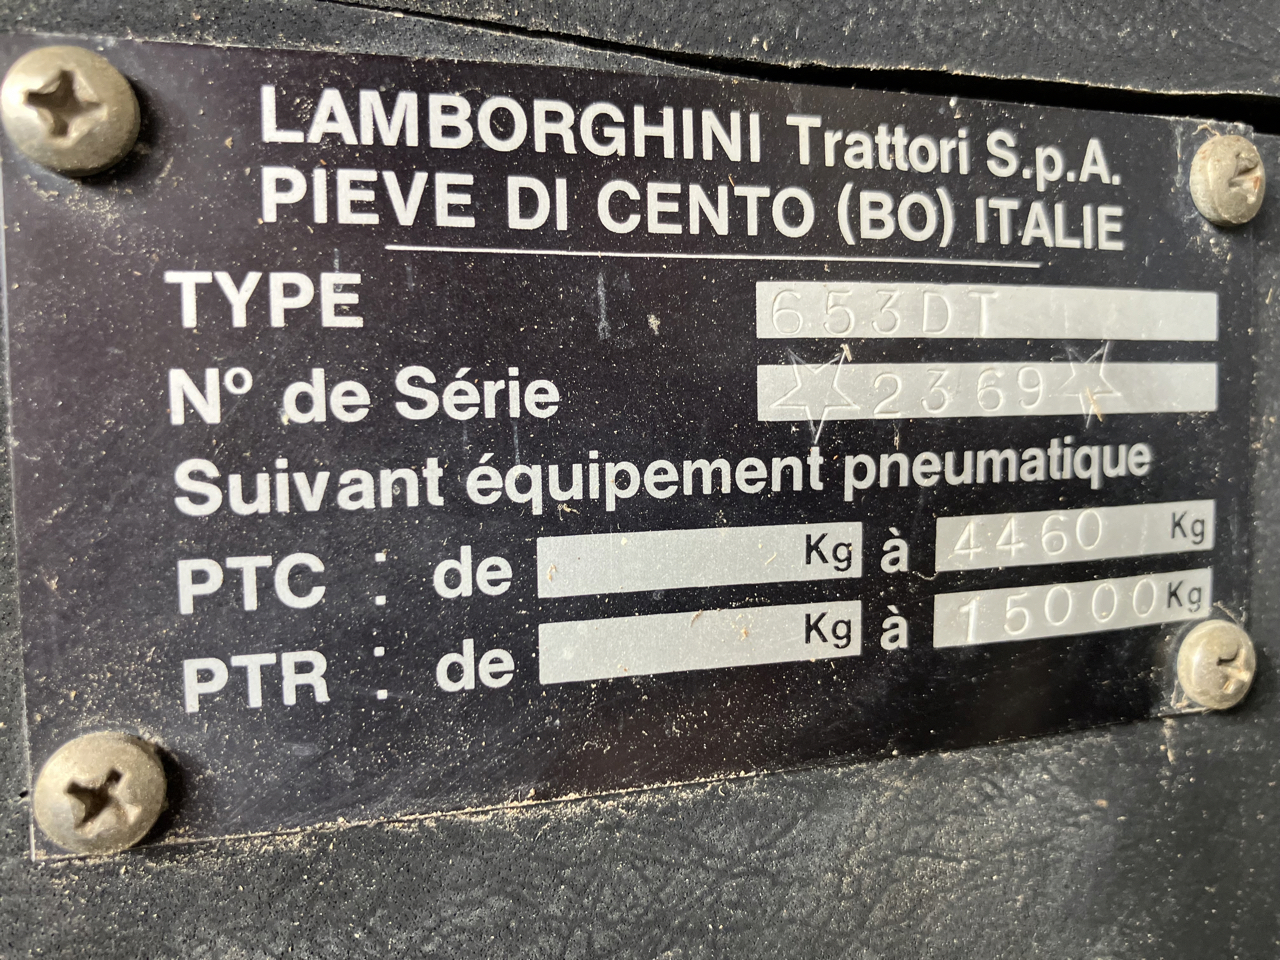 LAMBORGHINI Trattori S.p.A.
PIEVE DI CENTO (BO) ITALIE
TYPE 653DT
Nº de Série ☆2369☆
Suivant équipement pneumatique
PTC : de Kg à 4460 Kg
PTR : de Kg à 15000 Kg